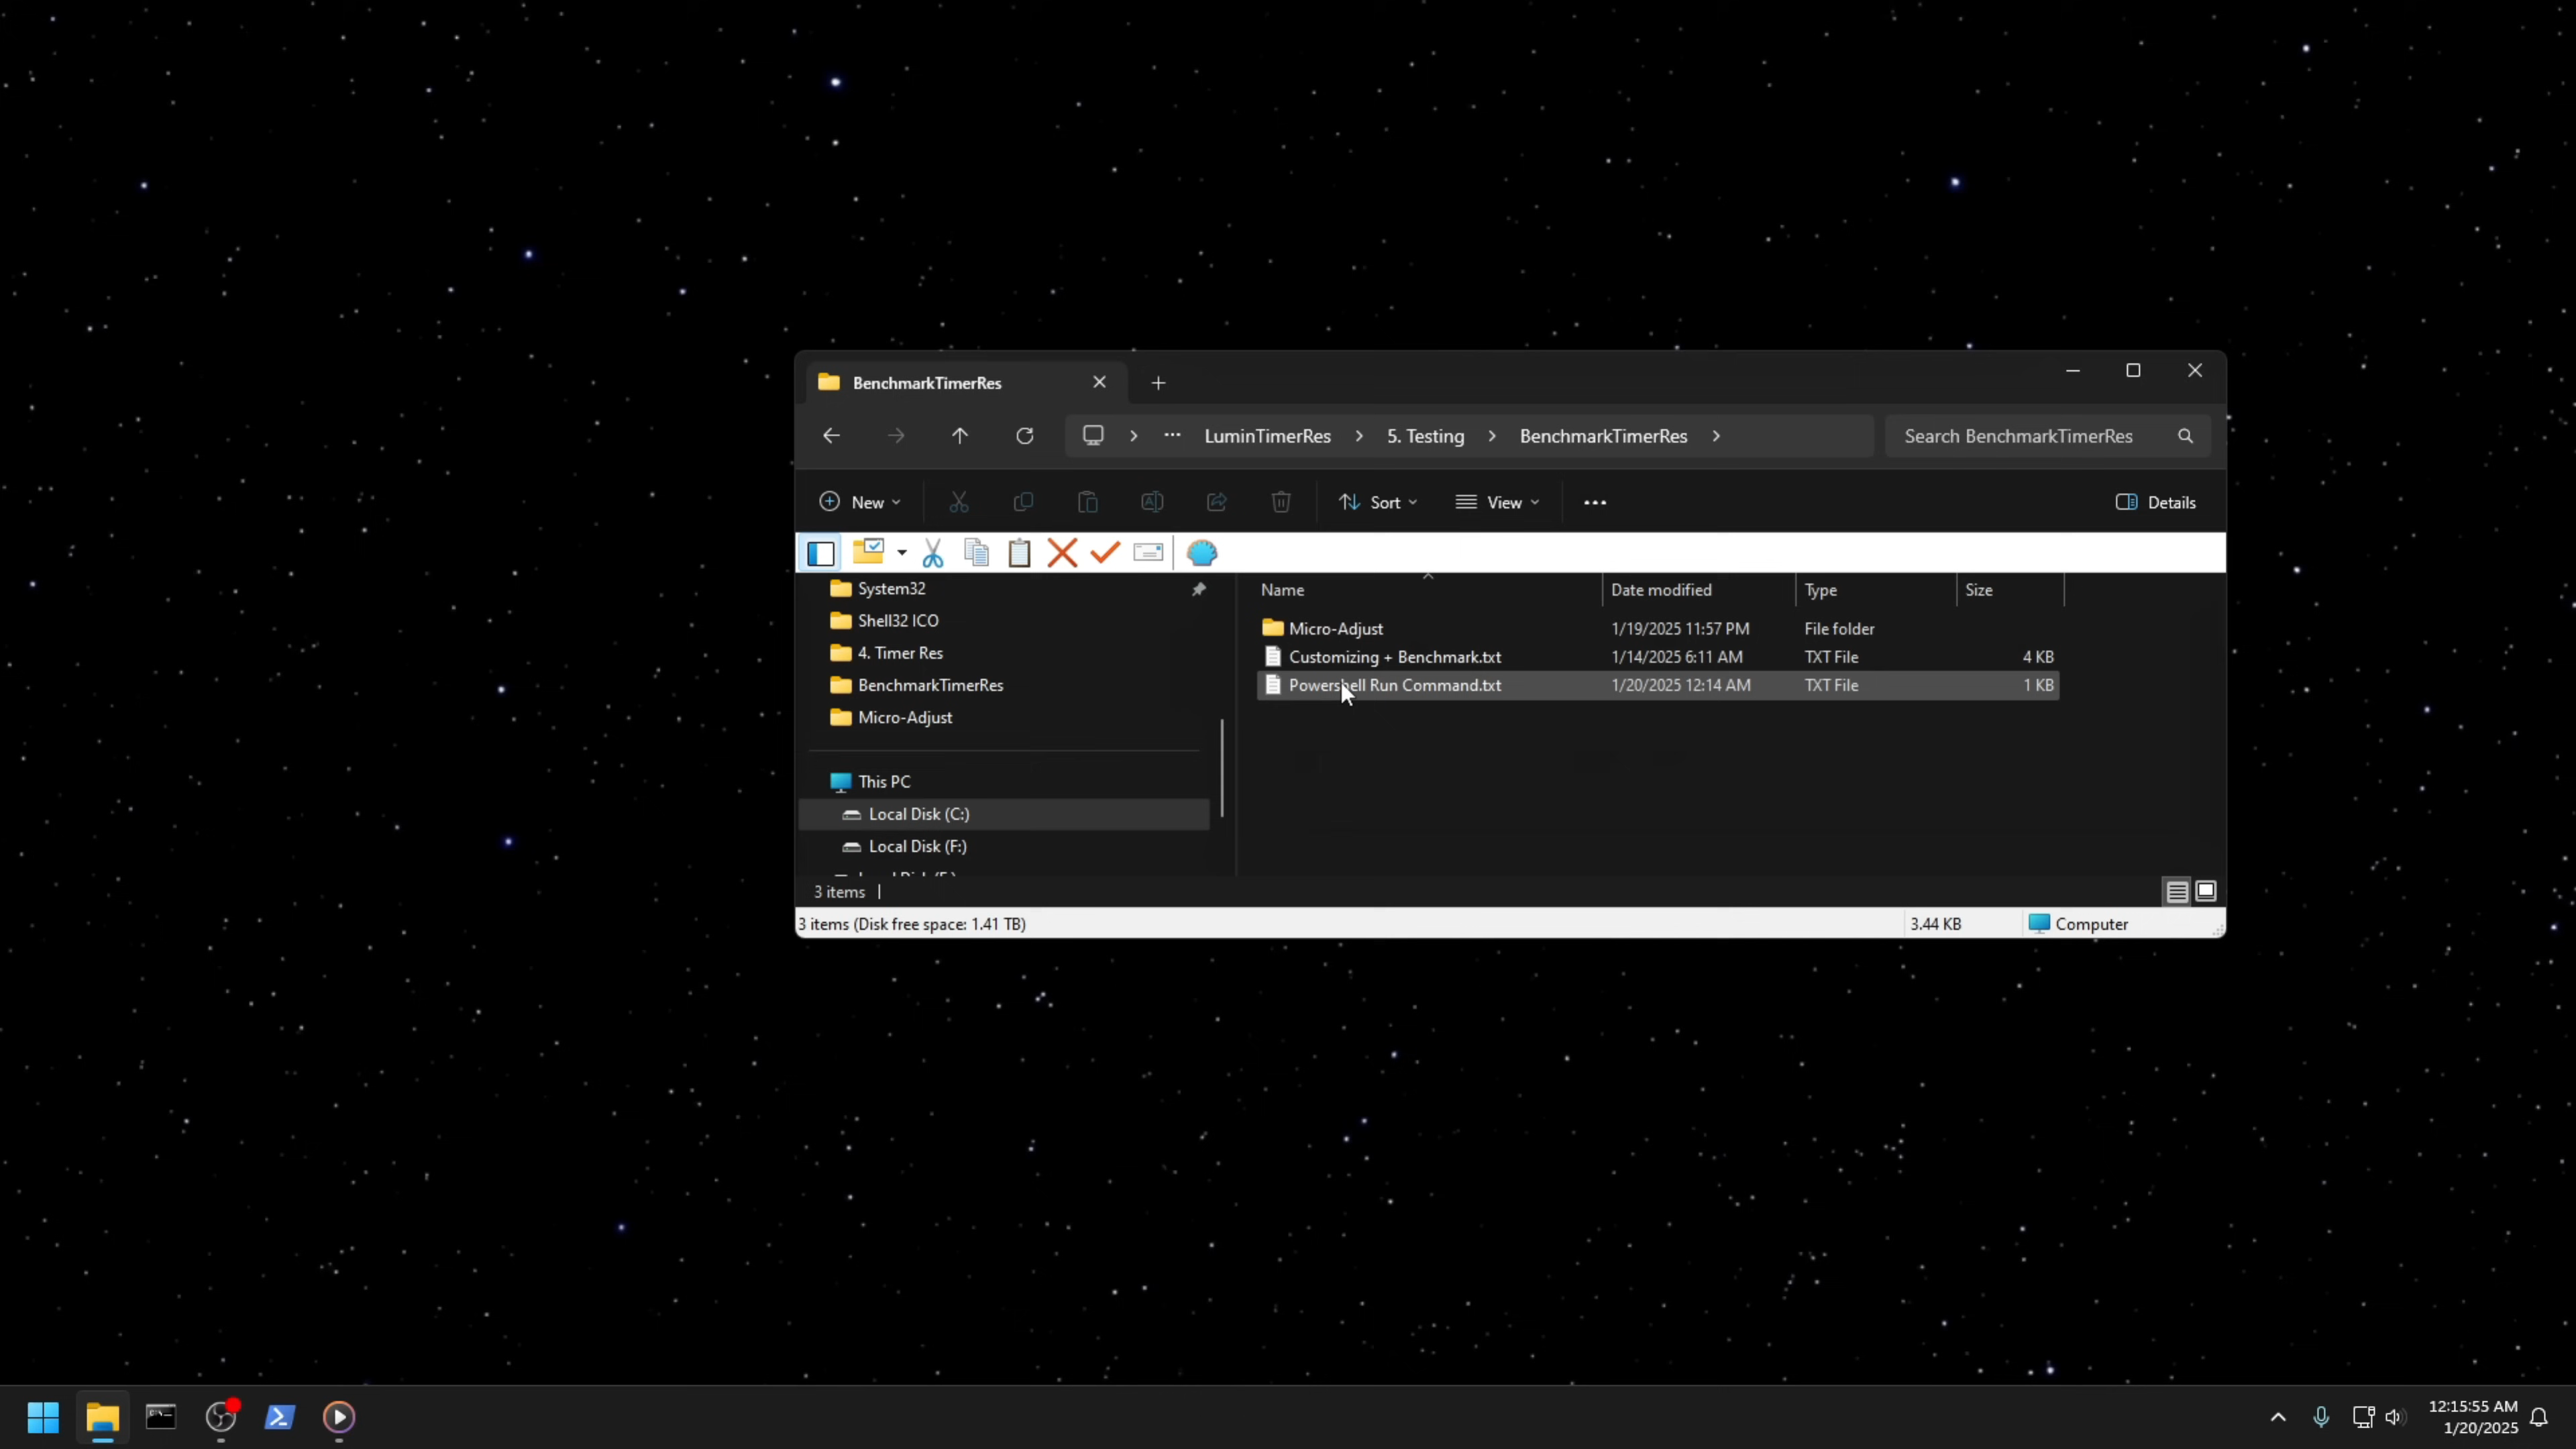 BenchmarkTimerRes
LuminTimerRes
5. Testing
BenchmarkTimerRes
Search BenchmarkTimerRes
New
Sort
View
Details
System32
Shell32 ICO
4. Timer Res
BenchmarkTimerRes
Micro-Adjust
This PC
Local Disk (C:)
Local Disk (F:)
Name Date modified Type Size
Micro-Adjust 1/19/2025 11:57 PM File folder
Customizing + Benchmark.txt 1/14/2025 6:11 AM TXT File 4 KB
Powershell Run Command.txt 1/20/2025 12:14 AM TXT File 1 KB
3 items
3 items (Disk free space: 1.41 TB) 3.44 KB Computer
12:15:55 AM
1/20/2025